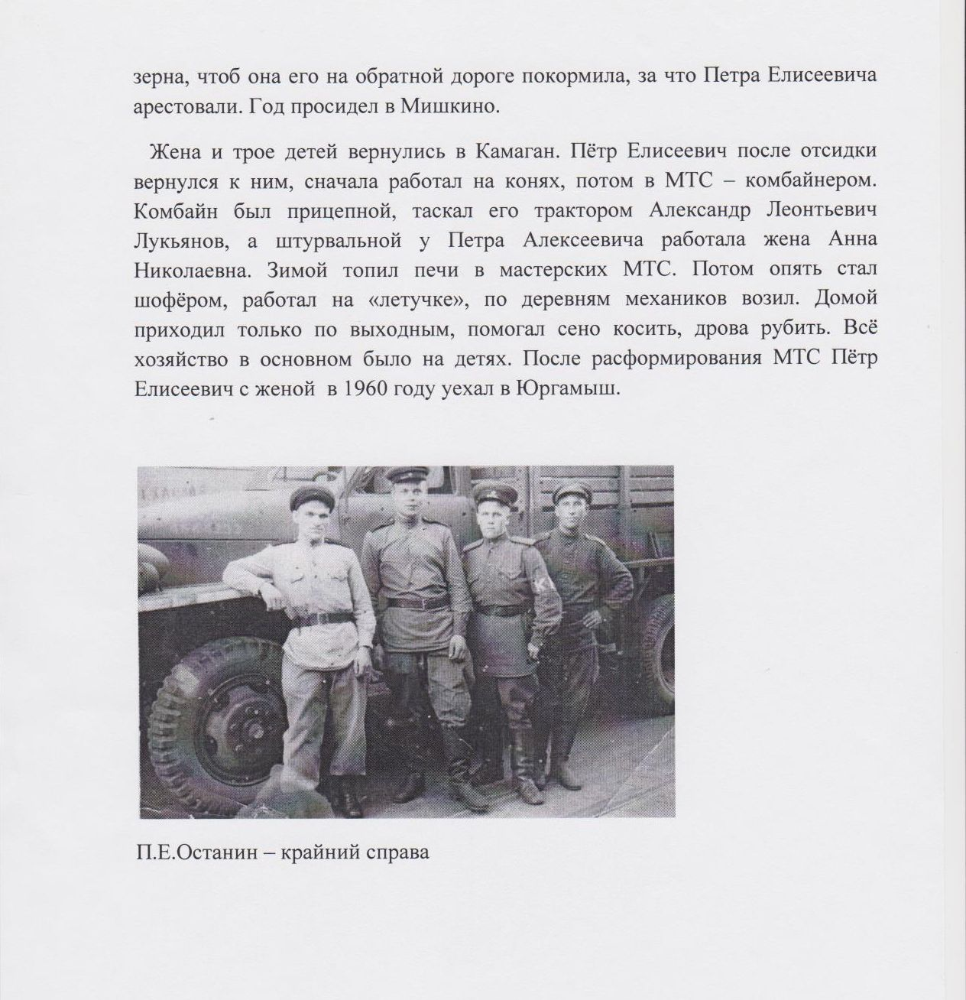 зерна, чтоб она его на обратной дороге покормила, за что Петра Елисеевича
арестовали. Год просидел в Мишкино.
Жена и трое детей вернулись в Камаган. Пётр Елисеевич после отсидки
вернулся к ним, сначала работал на конях, потом в МТС – комбайнером.
Комбайн был прицепной, таскал его трактором Александр Леонтьевич
Лукьянов, а штурвальной у Петра Алексеевича работала жена Анна
Николаевна. Зимой топил печи в мастерских МТС. Потом опять стал
шофёром, работал на «летучке», по деревням механиков возил. Домой
приходил только по выходным, помогал сено косить, дрова рубить. Всё
хозяйство в основном было на детях. После расформирования МТС Пётр
Елисеевич с женой в 1960 году уехал в Юргамыш.
П.Е.Останин – крайний справа